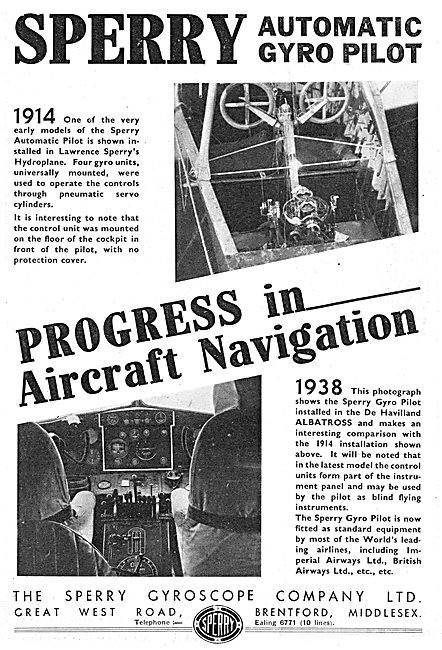 SPERRY AUTOMATIC
GYRO PILOT
1914 One of the very
early models of the Sperry
Automatic Pilot is shown in-
stalled in Lawrence Sperry's
Hydroplane. Four gyro units,
universally mounted, were
used to operate the controls
through pneumatic servo
cylinders.
It is interesting to note that
the control unit was mounted
on the floor of the cockpit in
front of the pilot, with no
protection cover.
PROGRESS in
Aircraft Navigation
1938 This photograph
shows the Sperry Gyro Pilot
installed in the De Havilland
ALBATROSS and makes an
interesting comparison with
the 1914 installation shown
above. It will be noted that
in the latest model the control
units form part of the instru-
ment panel and may be used
by the pilot as blind flying
instruments.
The Sperry Gyro Pilot is now
fitted as standard equipment
by most of the World's lead-
ing airlines, including Im-
perial Airways Ltd., British
Airways Ltd., etc., etc.
THE SPERRY GYROSCOPE COMPANY LTD.
GREAT WEST ROAD, BRENTFORD, MIDDLESEX.
Telephone :— SPERRY Ealing 6771 (10 lines).